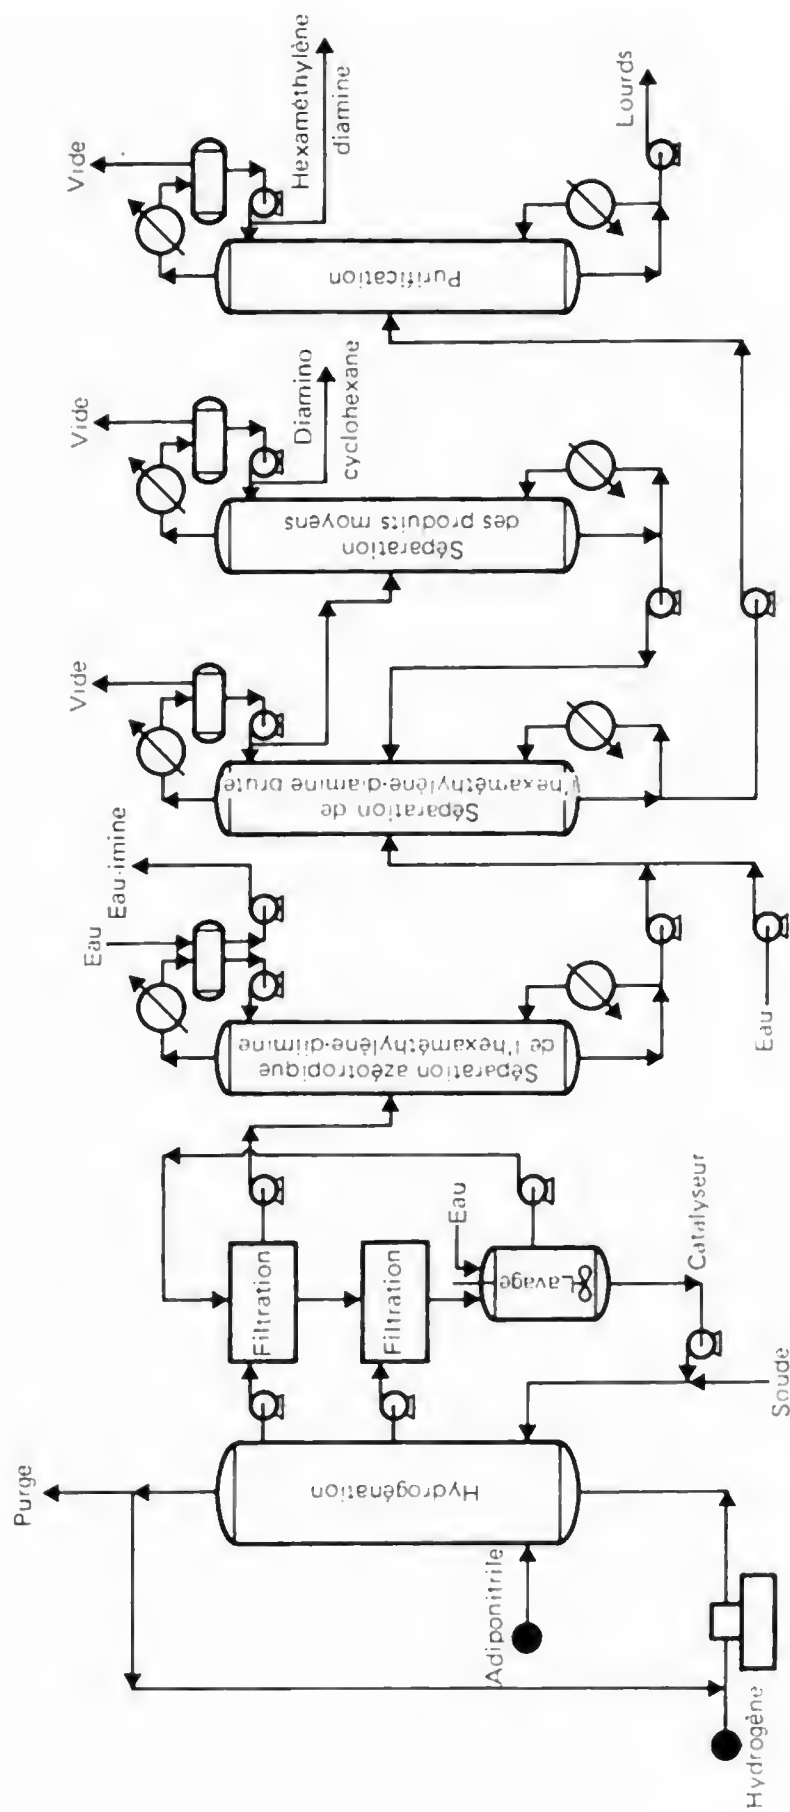 Purge
Hydrogène
Adiponitrile
Hydrogénation
Soude
Catalyseur
Filtration
Filtration
Eau
Lavage
Séparation azéotropique
de l'hexaméthylène-diimine
Eau
Eau-imine
Eau
Séparation de
l'hexaméthylène-diamine brute
Vide
Séparation
des produits moyens
Vide
Diamino
cyclohexane
Purification
Vide
Hexaméthylène
diamine
Lourds